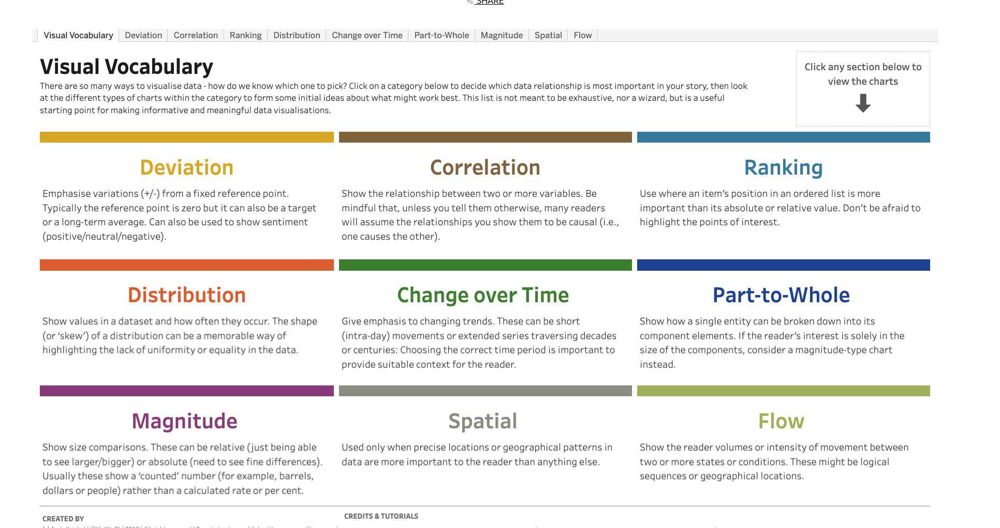 SHARE
Visual Vocabulary Deviation Correlation Ranking Distribution Change over Time Part-to-Whole Magnitude Spatial Flow
Visual Vocabulary
There are so many ways to visualise data - how do we know which one to pick? Click on a category below to decide which data relationship is most important in your story, then look
at the different types of charts within the category to form some initial ideas about what might work best. This list is not meant to be exhaustive, nor a wizard, but is a useful
starting point for making informative and meaningful data visualisations.
Click any section below to
view the charts
Deviation
Emphasise variations (+/-) from a fixed reference point.
Typically the reference point is zero but it can also be a target
or a long-term average. Can also be used to show sentiment
(positive/neutral/negative).
Correlation
Show the relationship between two or more variables. Be
mindful that, unless you tell them otherwise, many readers
will assume the relationships you show them to be causal (i.e.,
one causes the other).
Ranking
Use where an item’s position in an ordered list is more
important than its absolute or relative value. Don’t be afraid to
highlight the points of interest.
Distribution
Show values in a dataset and how often they occur. The shape
(or ‘skew’) of a distribution can be a memorable way of
highlighting the lack of uniformity or equality in the data.
Change over Time
Give emphasis to changing trends. These can be short
(intra-day) movements or extended series traversing decades
or centuries: Choosing the correct time period is important to
provide suitable context for the reader.
Part-to-Whole
Show how a single entity can be broken down into its
component elements. If the reader’s interest is solely in the
size of the components, consider a magnitude-type chart
instead.
Magnitude
Show size comparisons. These can be relative (just being able
to see larger/bigger) or absolute (need to see fine differences).
Usually these show a ‘counted’ number (for example, barrels,
dollars or people) rather than a calculated rate or per cent.
Spatial
Used only when precise locations or geographical patterns in
data are more important to the reader than anything else.
Flow
Show the reader volumes or intensity of movement between
two or more states or conditions. These might be logical
sequences or geographical locations.
CREATED BY
CREDITS & TUTORIALS